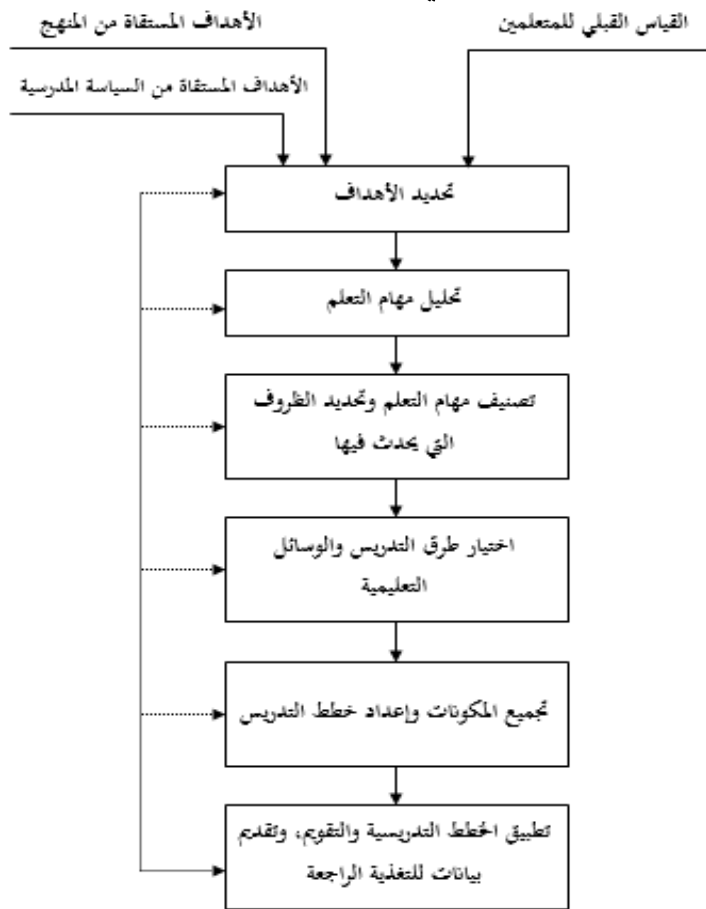 القياس القبلي للمتعلمين
الأهداف المستقاة من المنهج
الأهداف المستقاة من السياسة المدرسية
تحديد الأهداف
تحليل مهام التعلم
تصنيف مهام التعلم وتحديد الظروف
التي يحدث فيها
اختيار طرق التدريس والوسائل
التعليمية
تجميع المكونات وإعداد خطط التدريس
تطبيق الخطط التدريسية والتقويم، وتقديم
بيانات للتغذية الراجعة